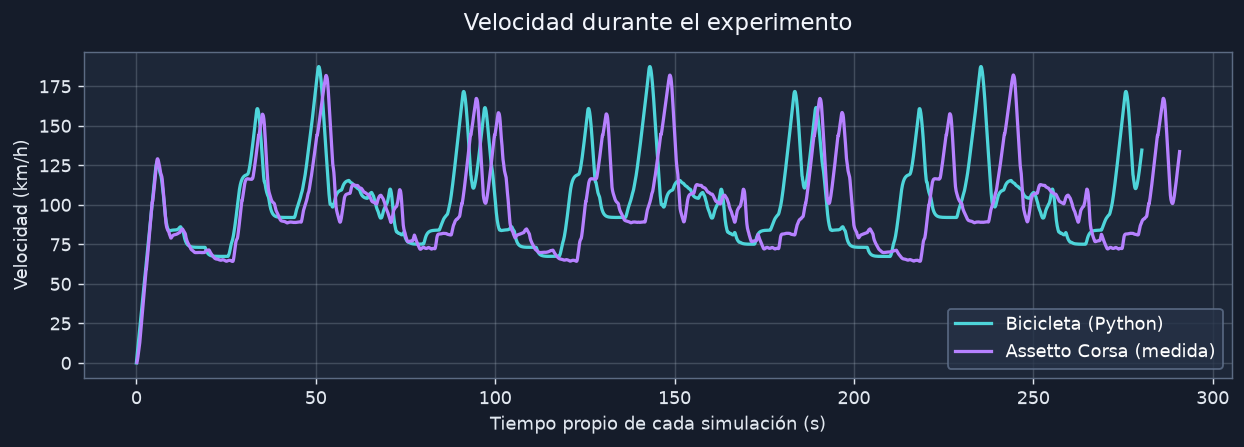 Velocidad durante el experimento
Velocidad (km/h)
175
150
125
100
75
50
25
0
0 50 100 150 200 250 300
Tiempo propio de cada simulación (s)
Bicicleta (Python)
Assetto Corsa (medida)